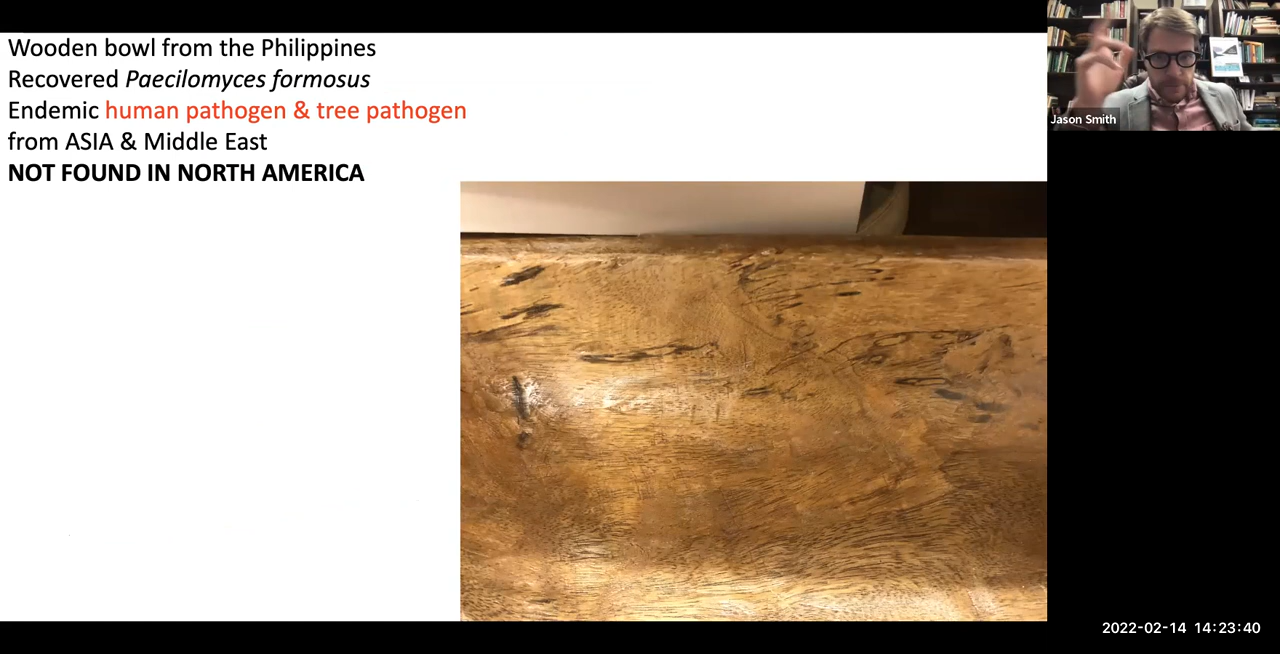 Wooden bowl from the Philippines
Recovered Paecilomyces formosus
Endemic human pathogen & tree pathogen
from ASIA & Middle East
NOT FOUND IN NORTH AMERICA
Jason Smith
2022-02-14 14:23:40